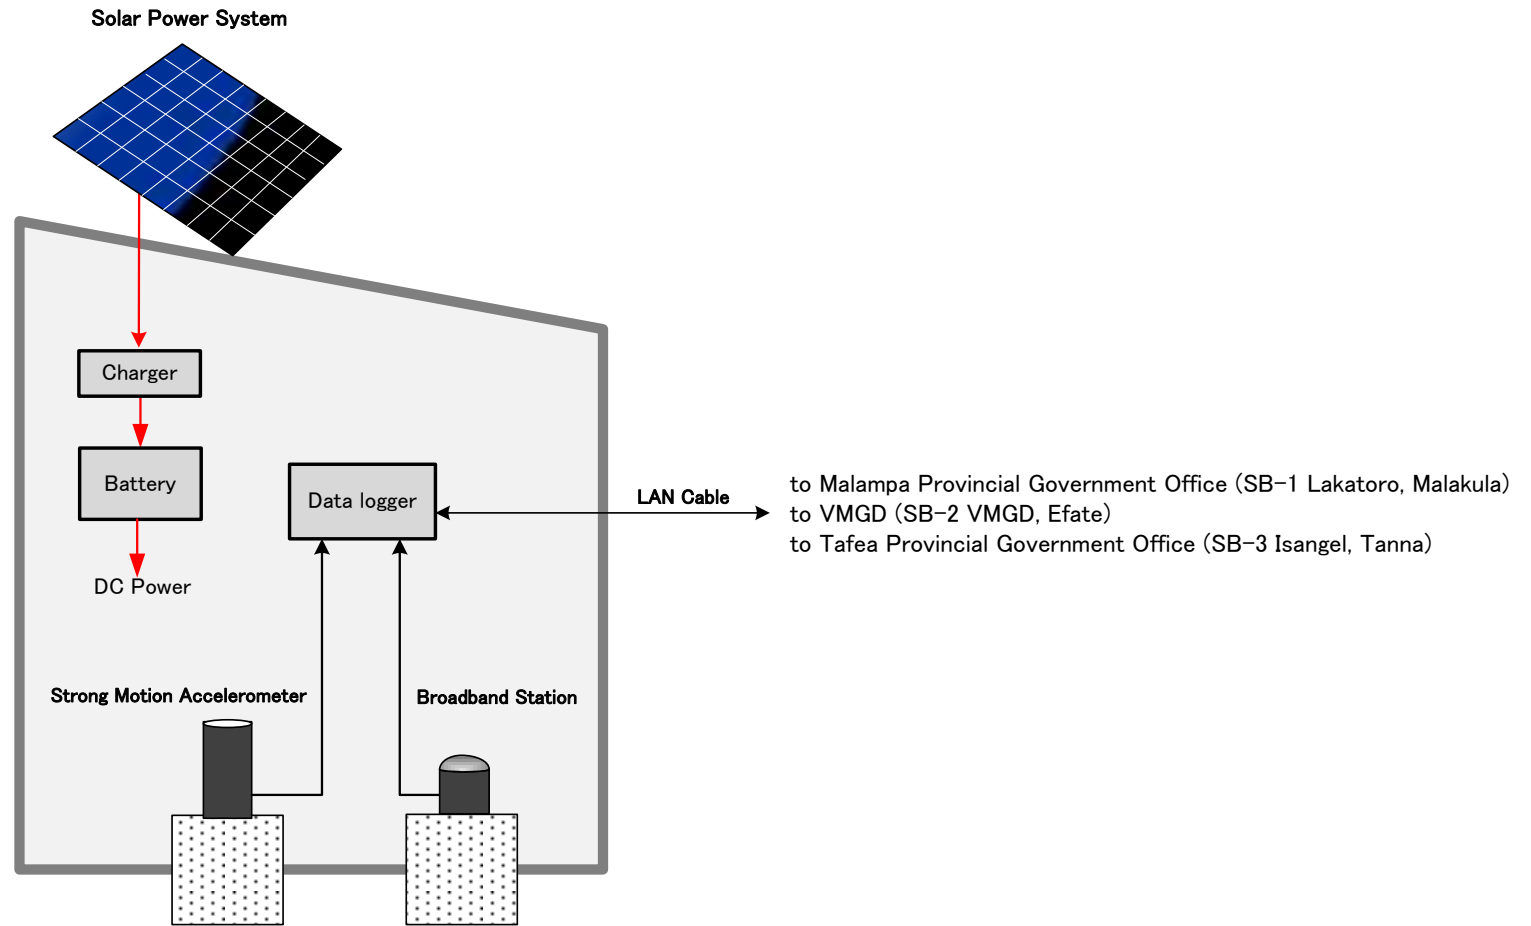 Solar Power System
Charger
Battery
DC Power
Data logger
LAN Cable
to Malampa Provincial Government Office (SB-1 Lakatoro, Malakula)
to VMGD (SB-2 VMGD, Efate)
to Tafea Provincial Government Office (SB-3 Isangel, Tanna)
Strong Motion Accelerometer
Broadband Station